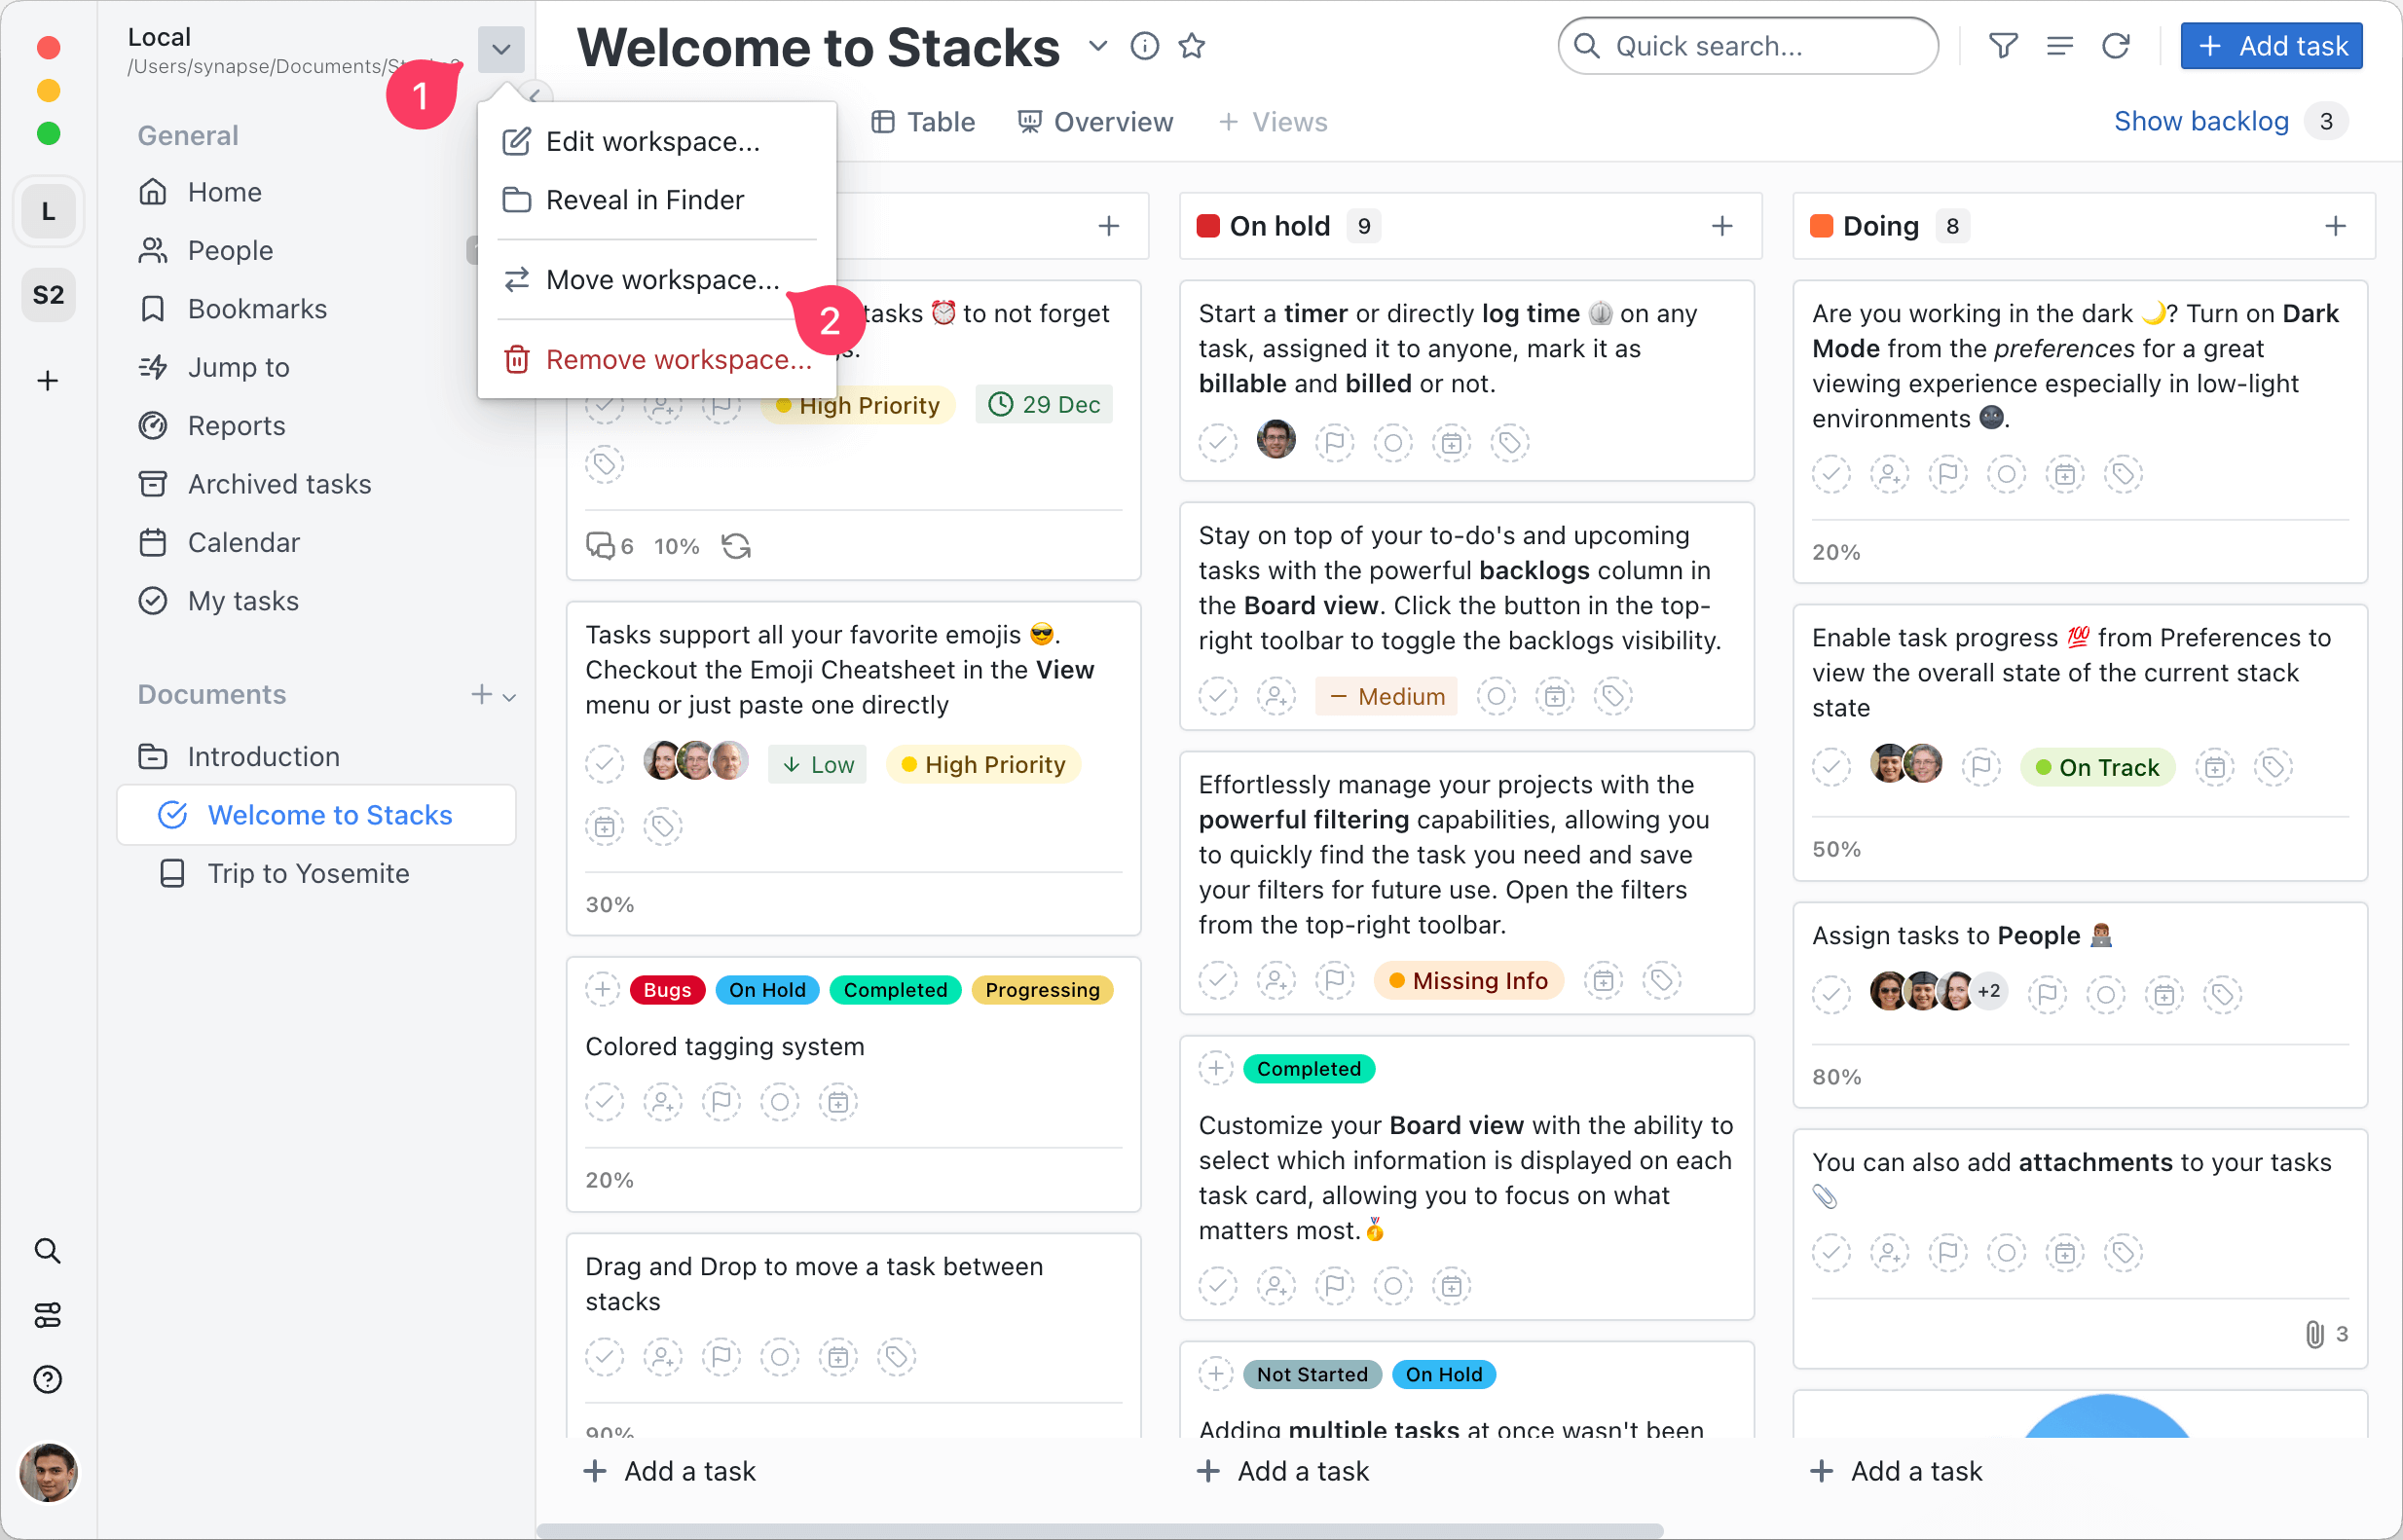 Local
/Users/synapse/Documents/
1
General
Home
People
Bookmarks
Jump to
Reports
Archived tasks
Calendar
My tasks
Documents
Introduction
Welcome to Stacks
Trip to Yosemite
L
S2
Edit workspace...
Reveal in Finder
Move workspace...
2
Remove workspace...
Welcome to Stacks
Quick search...
Add task
Table
Overview
Views
Show backlog 3
tasks ⏰ to not forget
High Priority
29 Dec
6 10%
Tasks support all your favorite emojis 😎.
Checkout the Emoji Cheatsheet in the View
menu or just paste one directly
Low
High Priority
30%
Bugs On Hold Completed Progressing
Colored tagging system
20%
Drag and Drop to move a task between
stacks
90%
Add a task
On hold 9
Start a timer or directly log time on any
task, assigned it to anyone, mark it as
billable and billed or not.
Stay on top of your to-do's and upcoming
tasks with the powerful backlogs column in
the Board view. Click the button in the top-
right toolbar to toggle the backlogs visibility.
Medium
Effortlessly manage your projects with the
powerful filtering capabilities, allowing you
to quickly find the task you need and save
your filters for future use. Open the filters
from the top-right toolbar.
Missing Info
Completed
Customize your Board view with the ability to
select which information is displayed on each
task card, allowing you to focus on what
matters most.🥇
Not Started On Hold
Adding multiple tasks at once wasn't been
Add a task
Doing 8
Are you working in the dark 🌙? Turn on Dark
Mode from the preferences for a great
viewing experience especially in low-light
environments 🌚.
20%
Enable task progress 💯 from Preferences to
view the overall state of the current stack
state
On Track
50%
Assign tasks to People 👨🏽‍💻
+2
80%
You can also add attachments to your tasks
📎
3
Add a task